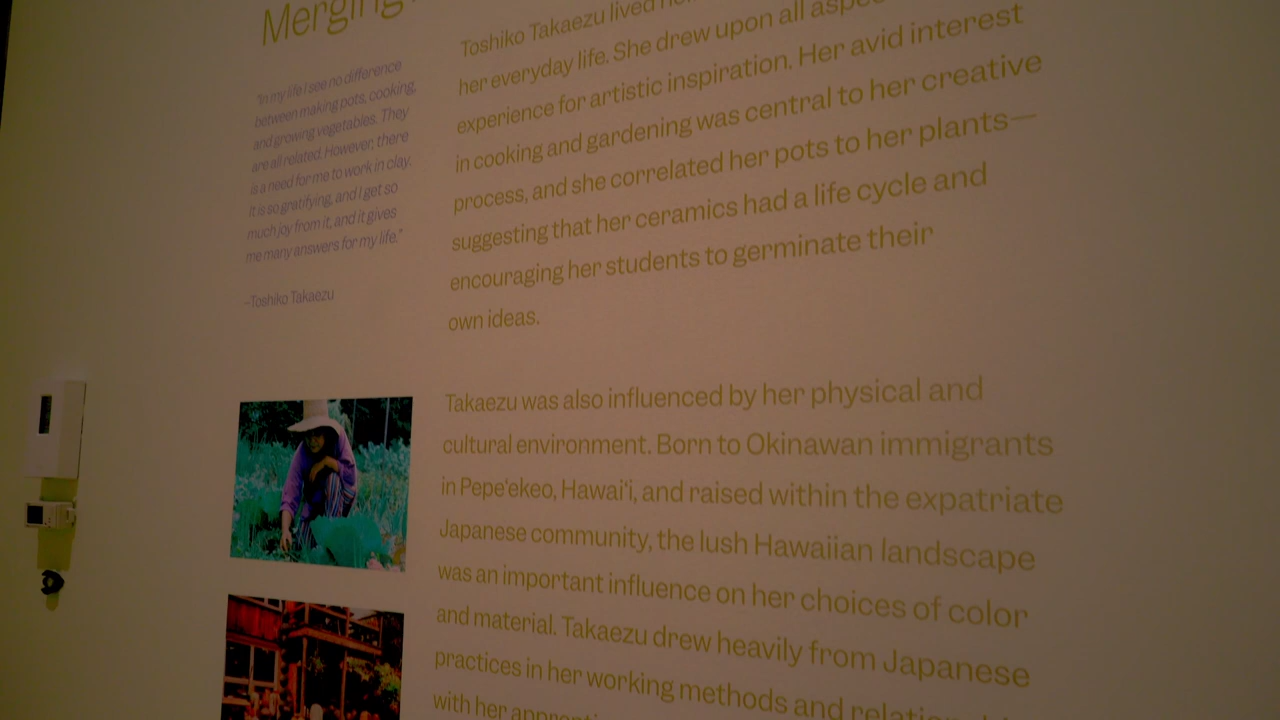 Merging
"In my life I see no difference
between making pots, cooking,
and growing vegetables. They
are all related. However, there
is a need for me to work in clay.
It is so gratifying, and I get so
much joy from it, and it gives
me many answers for my life."
–Toshiko Takaezu
Toshiko Takaezu lived
her everyday life. She drew upon all
experience for artistic inspiration. Her avid interest
in cooking and gardening was central to her creative
process, and she correlated her pots to her plants—
suggesting that her ceramics had a life cycle and
encouraging her students to germinate their
own ideas.
Takaezu was also influenced by her physical and
cultural environment. Born to Okinawan immigrants
in Pepe‘ekeo, Hawai‘i, and raised within the expatriate
Japanese community, the lush Hawaiian landscape
was an important influence on her choices of color
and material. Takaezu drew heavily from Japanese
practices in her working methods and
with her